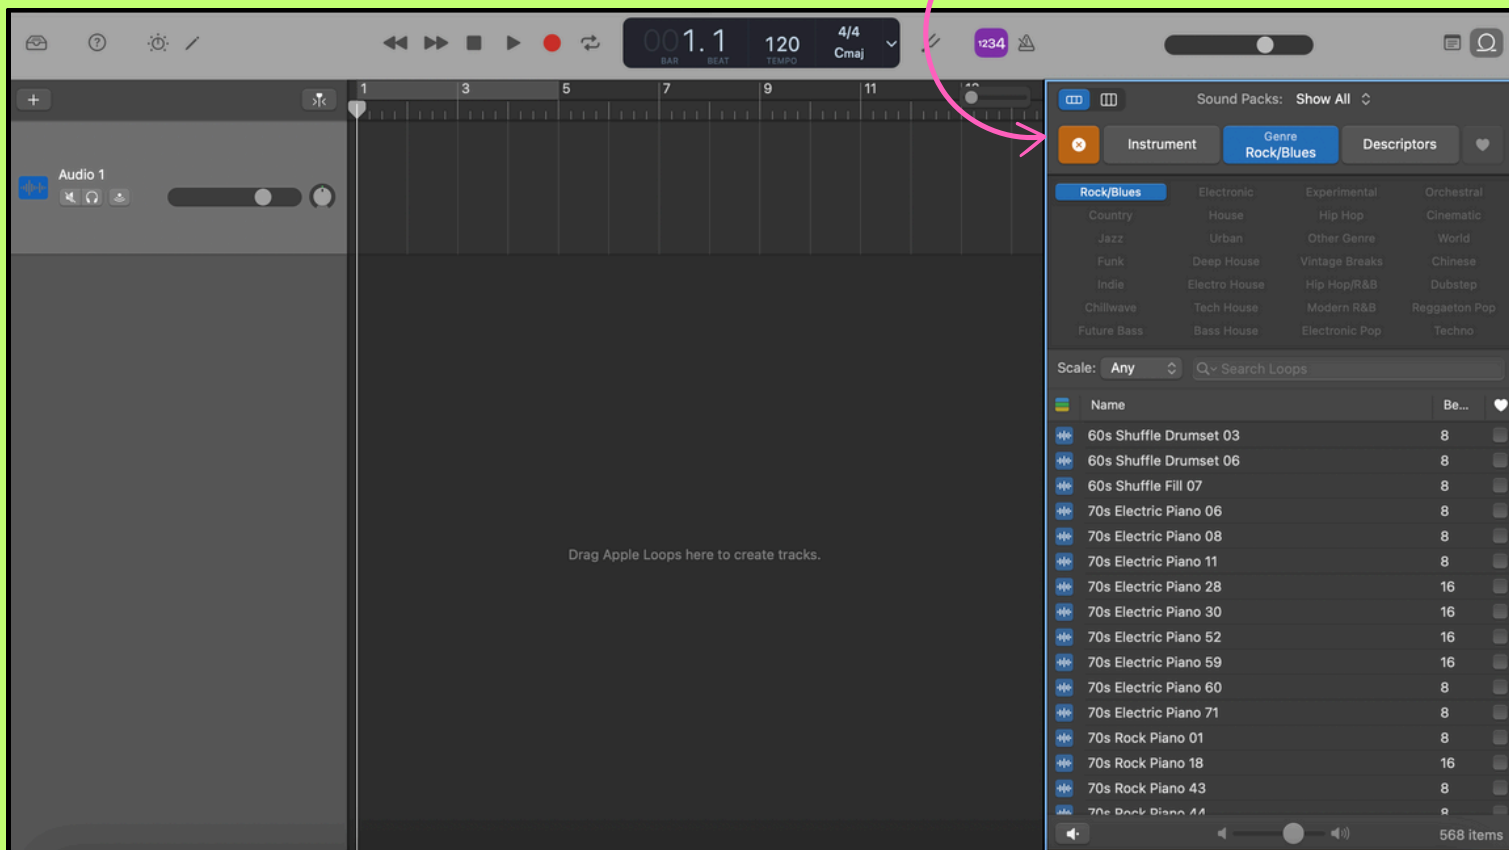 001.1
BAR BEAT
120
TEMPO
4/4
Cmaj
1234
1 3 5 7 9 11
Audio 1
Drag Apple Loops here to create tracks.
Sound Packs: Show All
Instrument
Genre
Rock/Blues
Descriptors
Rock/Blues Electronic Experimental Orchestral
Country House Hip Hop Cinematic
Jazz Urban Other Genre World
Funk Deep House Vintage Breaks Chinese
Indie Electro House Hip Hop/R&B Dubstep
Chillwave Tech House Modern R&B Reggaeton Pop
Future Bass Bass House Electronic Pop Techno
Scale: Any Search Loops
Name Be...
60s Shuffle Drumset 03 8
60s Shuffle Drumset 06 8
60s Shuffle Fill 07 8
70s Electric Piano 06 8
70s Electric Piano 08 8
70s Electric Piano 11 8
70s Electric Piano 28 16
70s Electric Piano 30 16
70s Electric Piano 52 16
70s Electric Piano 59 16
70s Electric Piano 60 8
70s Electric Piano 71 8
70s Rock Piano 01 8
70s Rock Piano 18 16
70s Rock Piano 43 8
70s Rock Piano 44 8
568 items